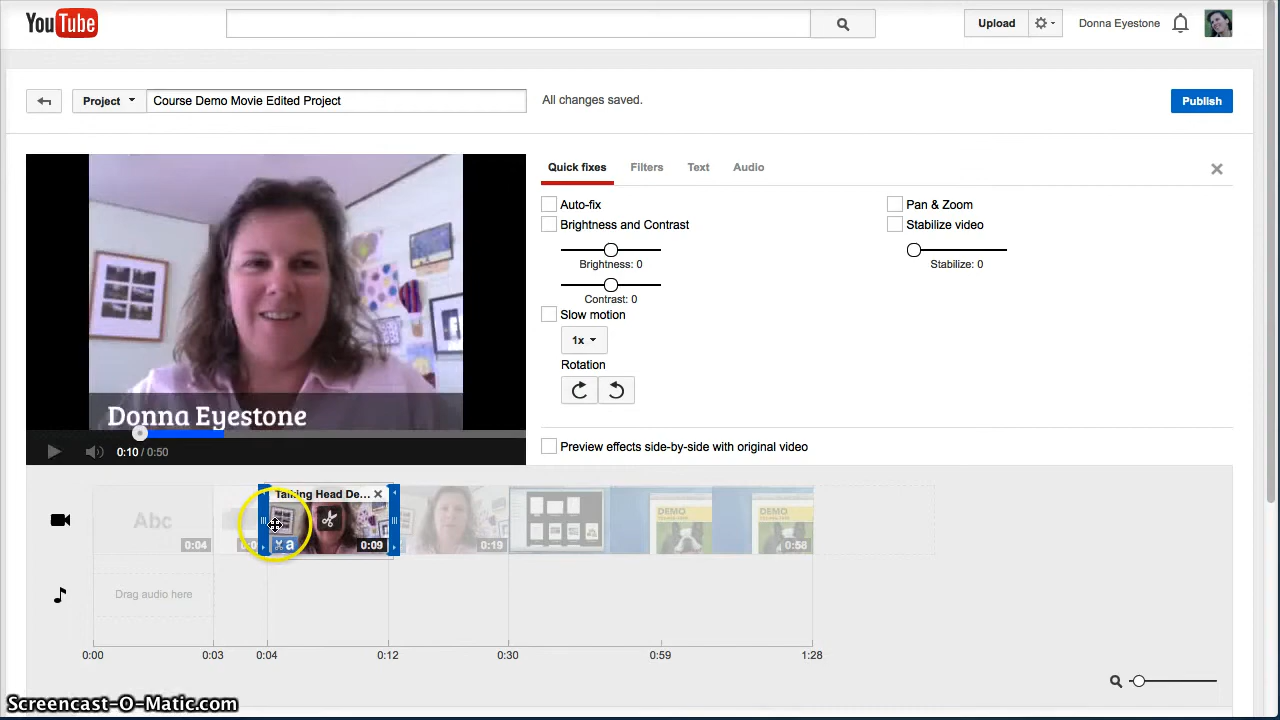 YouTube
Upload
Donna Eyestone
Project
Course Demo Movie Edited Project
All changes saved.
Publish
Quick fixes
Filters
Text
Audio
Auto-fix
Pan & Zoom
Brightness and Contrast
Stabilize video
Brightness: 0
Stabilize: 0
Contrast: 0
Slow motion
1x
Rotation
Donna Eyestone
0:10 / 0:50
Preview effects side-by-side with original video
Talking Head De...
Abc
DEMO
DEMO
a
0:04
0:09
0:19
0:58
Drag audio here
0:00
0:03
0:04
0:12
0:30
0:59
1:28
Screencast-O-Matic.com